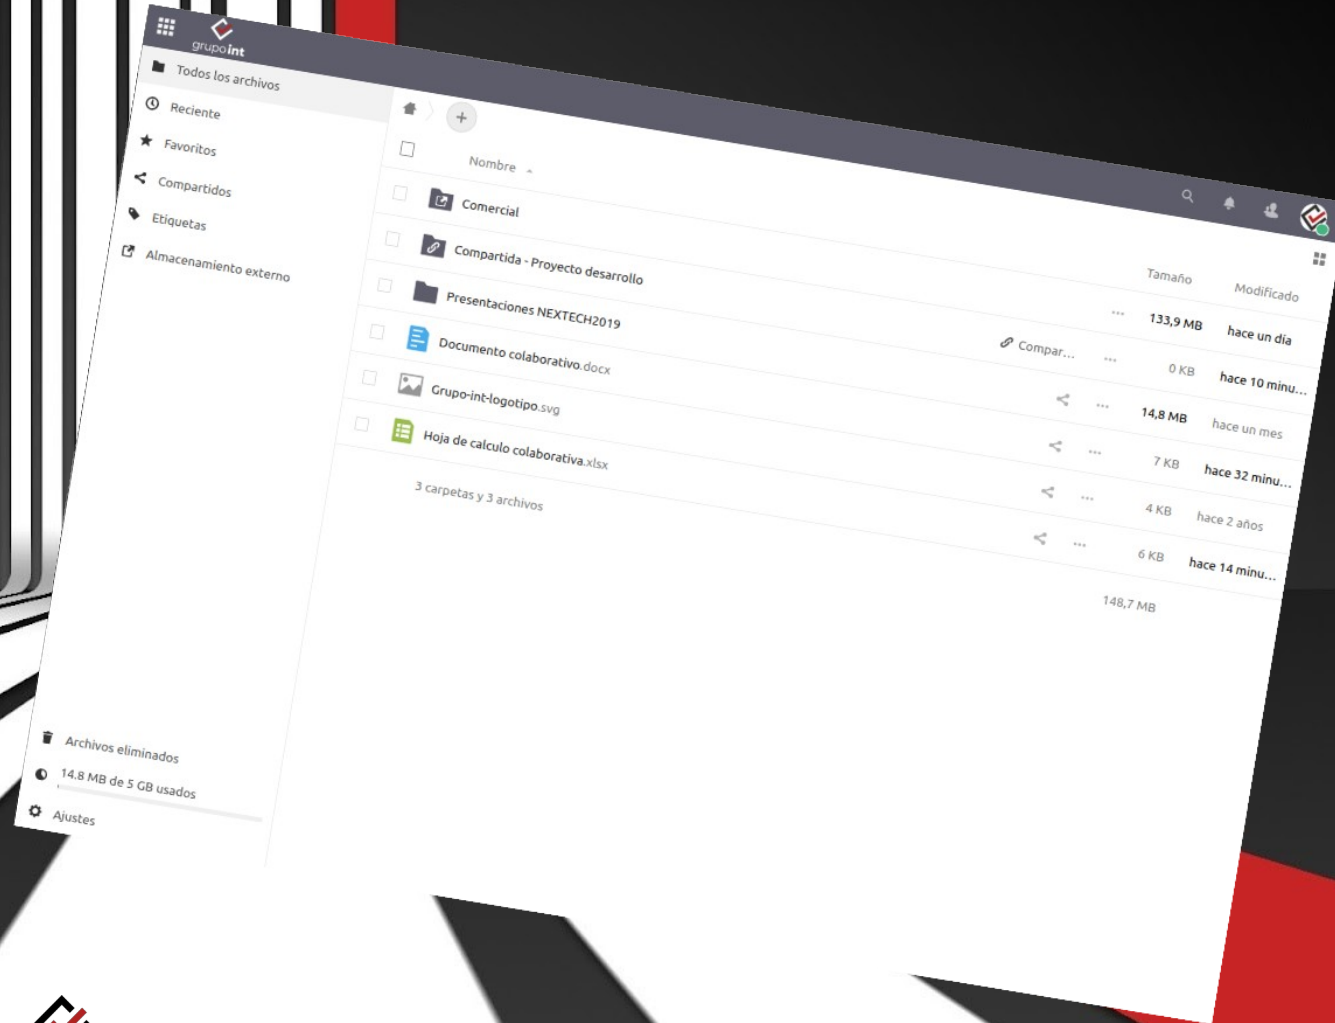 grupoint
Todos los archivos
Reciente
Favoritos
Compartidos
Etiquetas
Almacenamiento externo
Nombre
Tamaño Modificado
Comercial ... 133,9 MB hace un día
Compartida - Proyecto desarrollo Compar... ... 0 KB hace 10 minu...
Presentaciones NEXTECH2019 ... 14,8 MB hace un mes
Documento colaborativo.docx ... 7 KB hace 32 minu...
Grupo-int-logotipo.svg ... 4 KB hace 2 años
Hoja de calculo colaborativa.xlsx ... 6 KB hace 14 minu...
3 carpetas y 3 archivos 148,7 MB
Archivos eliminados
14.8 MB de 5 GB usados
Ajustes